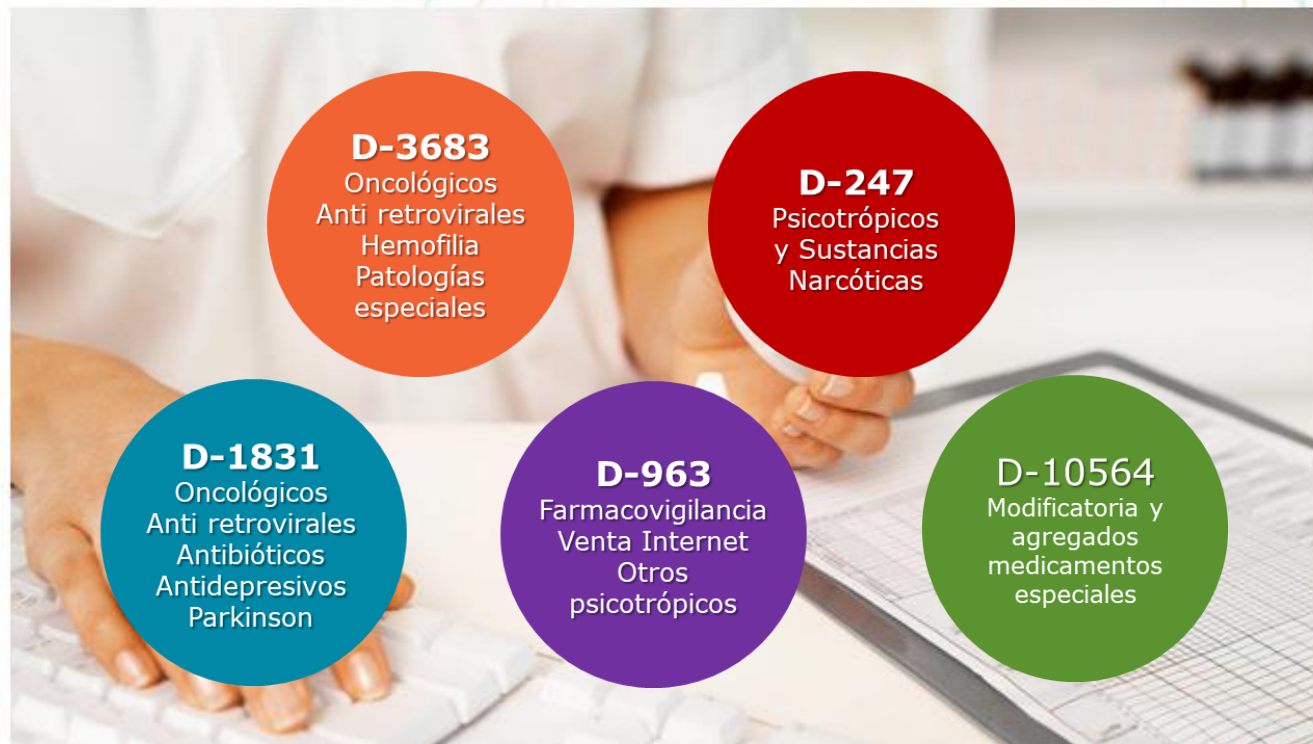 D-3683
Oncológicos
Anti retrovirales
Hemofilia
Patologías
especiales
D-247
Psicotrópicos
y Sustancias
Narcóticas
D-1831
Oncológicos
Anti retrovirales
Antibióticos
Antidepresivos
Parkinson
D-963
Farmacovigilancia
Venta Internet
Otros
psicotrópicos
D-10564
Modificatoria y
agregados
medicamentos
especiales